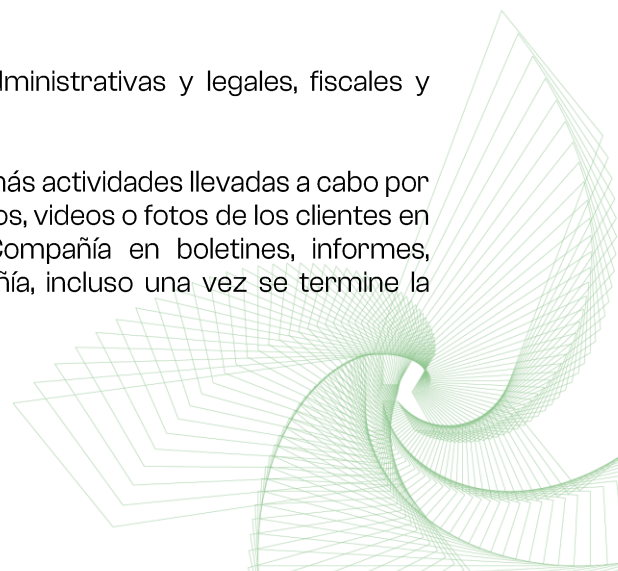 dministrativas y legales, fiscales y
más actividades llevadas a cabo por
os, videos o fotos de los clientes en
Compañía en boletines, informes,
ñía, incluso una vez se termine la